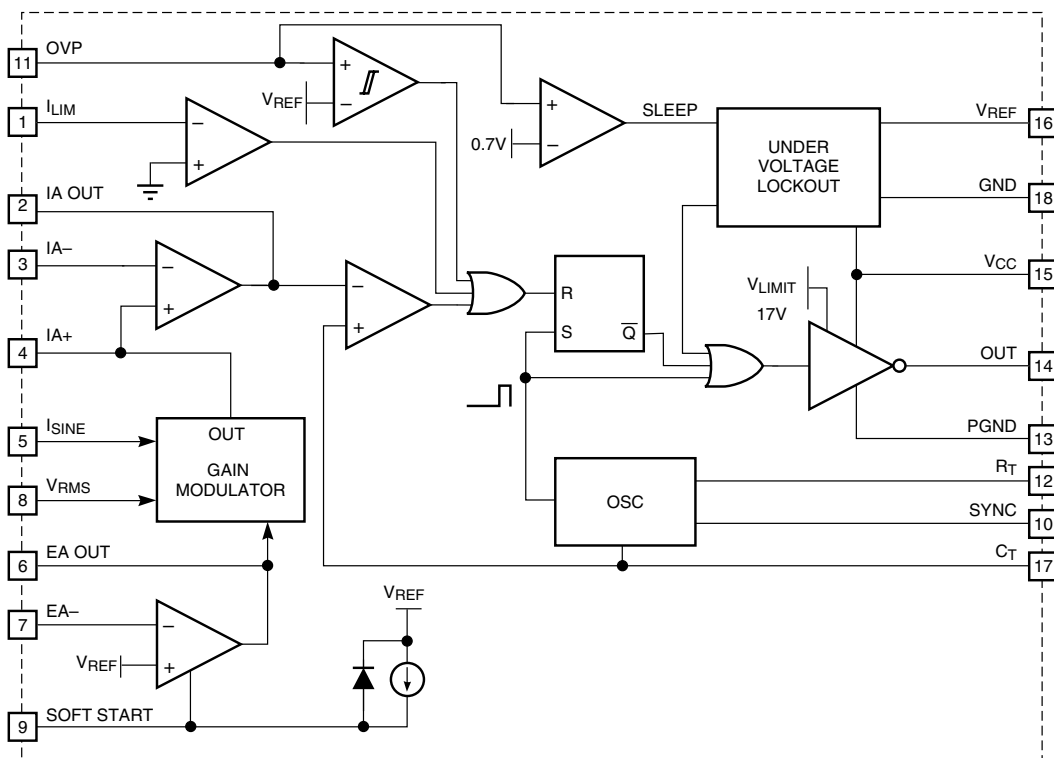 11 OVP
1 ILIM
2 IA OUT
3 IA–
4 IA+
5 ISINE
8 VRMS
6 EA OUT
7 EA–
9 SOFT START
+
VREF
–
–
+
+
0.7V
–
SLEEP
UNDER
VOLTAGE
LOCKOUT
VREF 16
GND 18
VCC 15
–
+
–
+
R
S
Q
VLIMIT
17V
OUT 14
PGND 13
RT 12
SYNC 10
CT 17
OUT
GAIN
MODULATOR
OSC
–
VREF
+
VREF